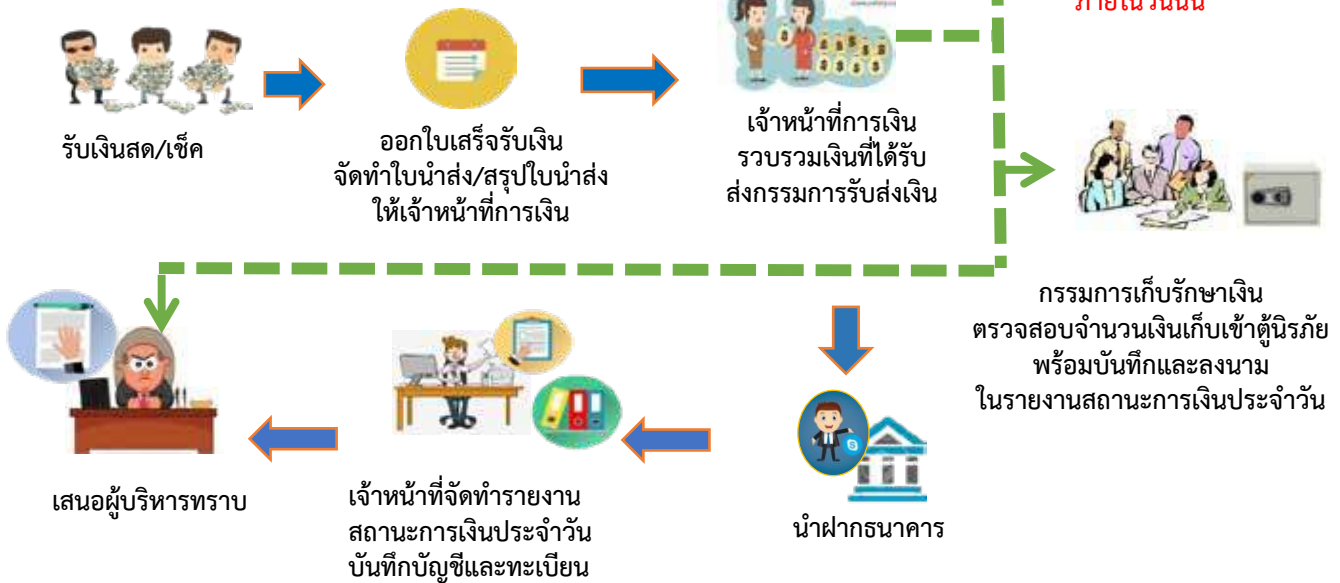 รับเงินสด/เช็ค
ออกใบเสร็จรับเงิน
จัดทำใบนำส่ง/สรุปใบนำส่ง
ให้เจ้าหน้าที่การเงิน
เจ้าหน้าที่การเงิน
รวบรวมเงินที่ได้รับ
ส่งกรรมการรับส่งเงิน
กรรมการเก็บรักษาเงิน
ตรวจสอบจำนวนเงินเก็บเข้าตู้นิรภัย
พร้อมบันทึกและลงนาม
ในรายงานสถานะการเงินประจำวัน
นำฝากธนาคาร
เจ้าหน้าที่จัดทำรายงาน
สถานะการเงินประจำวัน
บันทึกบัญชีและทะเบียน
เสนอผู้บริหารทราบ